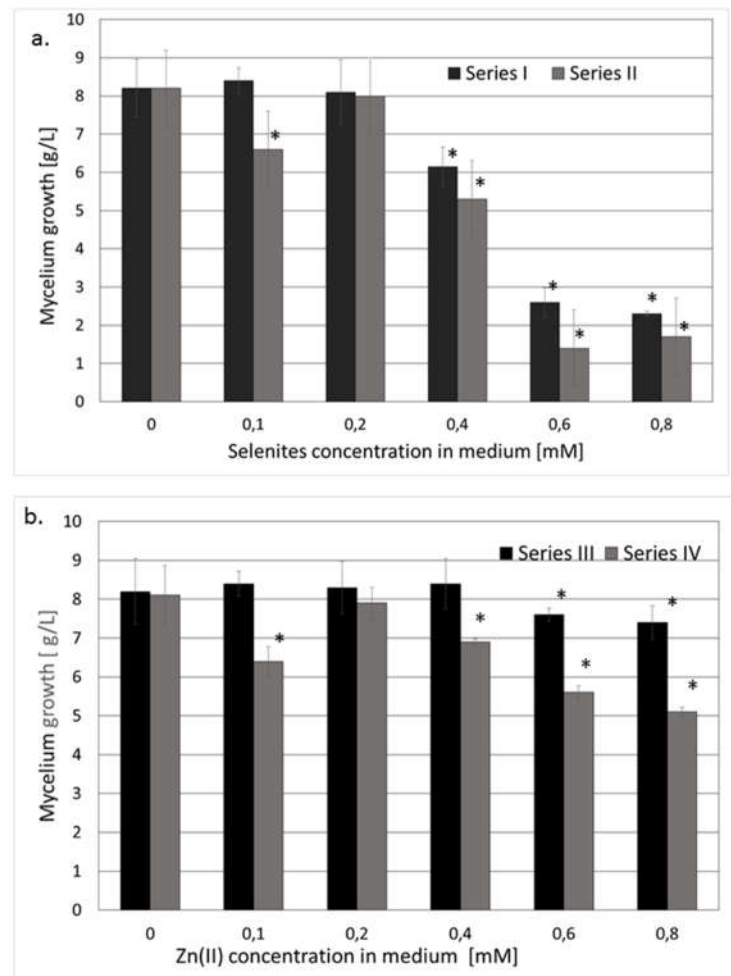 a.
10
9
8
7
6
5
4
3
2
1
0
Mycelium growth [g/L]
Series I Series II
* * * * * * *
0 0,1 0,2 0,4 0,6 0,8
Selenites concentration in medium [mM]
b.
10
9
8
7
6
5
4
3
2
1
0
Mycelium growth [ g/L]
Series III Series IV
* * * * * *
0 0,1 0,2 0,4 0,6 0,8
Zn(II) concentration in medium [mM]